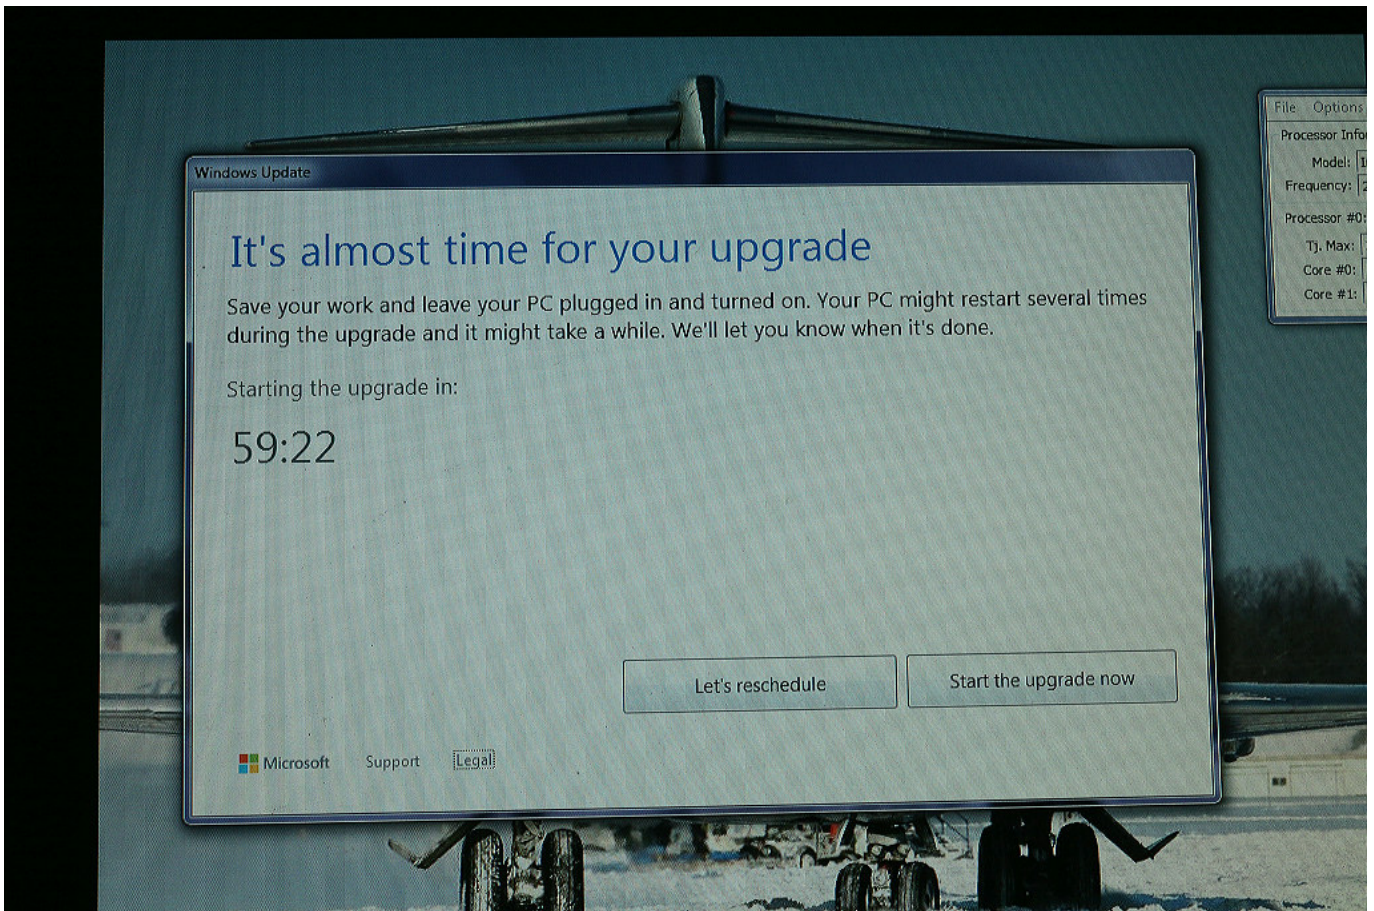 Windows Update
It's almost time for your upgrade
Save your work and leave your PC plugged in and turned on. Your PC might restart several times
during the upgrade and it might take a while. We'll let you know when it's done.
Starting the upgrade in:
59:22
Let's reschedule
Start the upgrade now
Microsoft
Support
Legal
File Options
Processor
Model:
Frequency:
Processor #0:
Tj. Max:
Core #0:
Core #1: